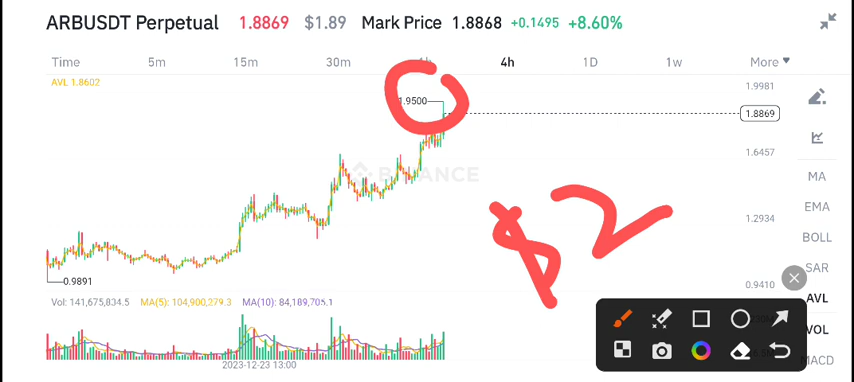 ARBUSDT Perpetual 1.8869 $1.89 Mark Price 1.8868 +0.1495 +8.60%
Time 5m 15m 30m 1h 4h 1D 1w More
AVL 1.8602
1.9981
1.9500
1.8869
MA
1.6457
BINANCE
EMA
$2
1.2934
BOLL
SAR
0.9891
0.9410
AVL
Vol: 141,675,834.5 MA(5): 104,900,279.3 MA(10): 84,189,705.1
VOL
MACD
2023-12-23 13:00